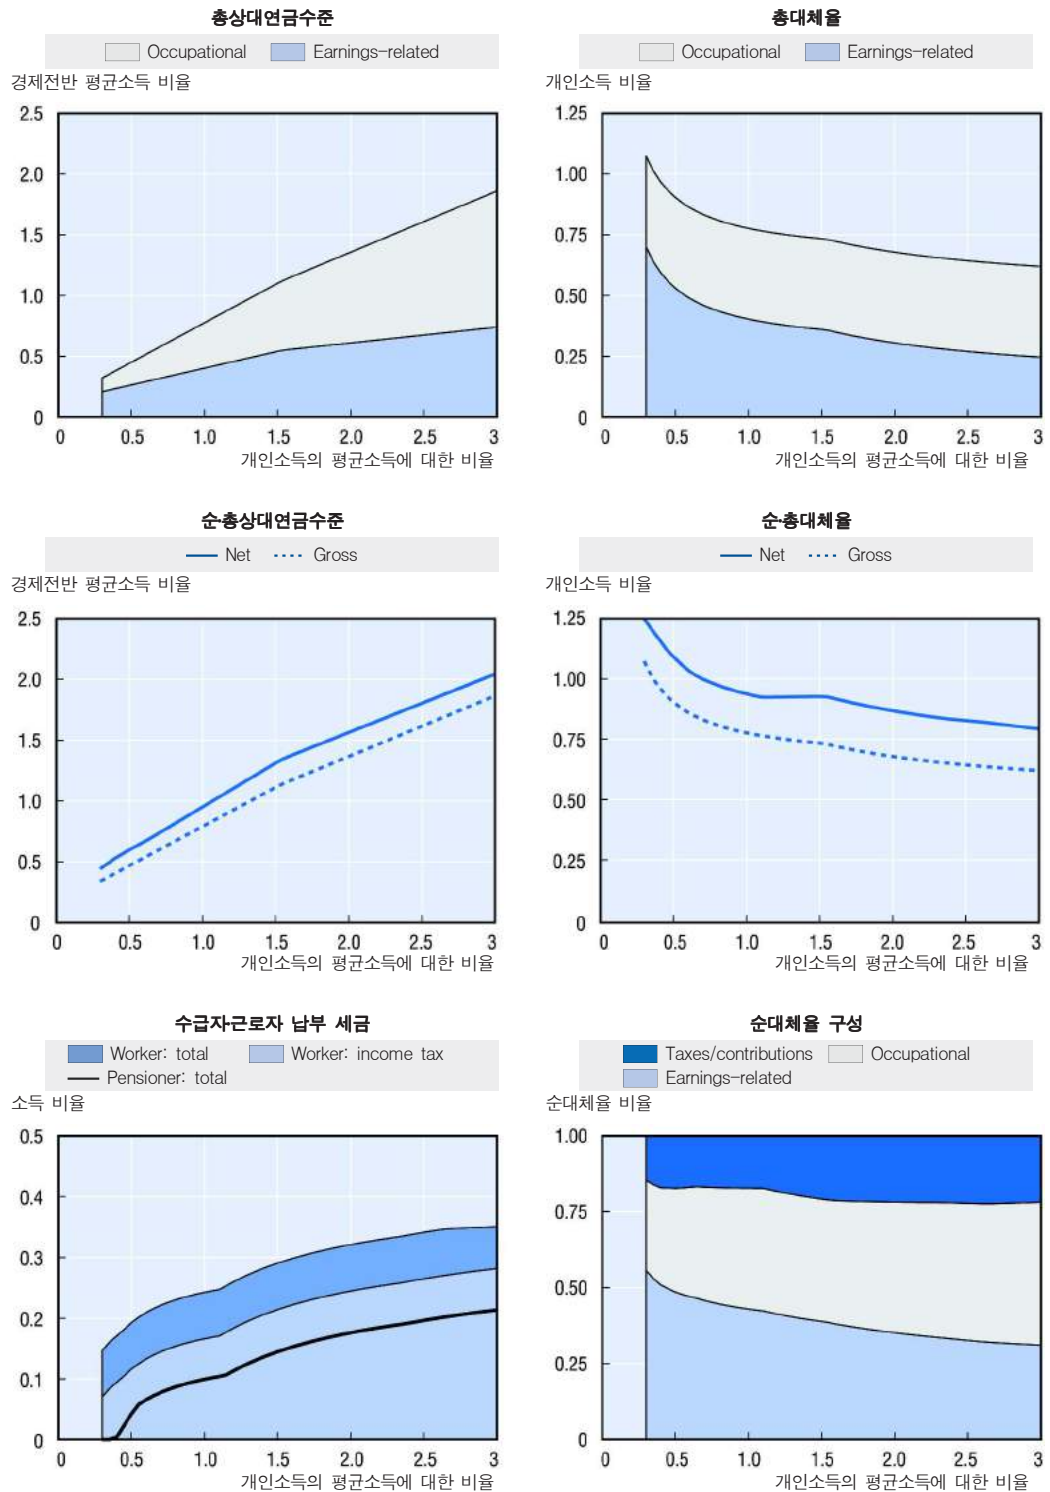 총상대연금수준
Occupational Earnings-related
경제전반 평균소득 비율
2.5
2.0
1.5
1.0
0.5
0
0 0.5 1.0 1.5 2.0 2.5 3
개인소득의 평균소득에 대한 비율
총대체율
Occupational Earnings-related
개인소득 비율
1.25
1.00
0.75
0.50
0.25
0
0 0.5 1.0 1.5 2.0 2.5 3
개인소득의 평균소득에 대한 비율
순·총상대연금수준
Net Gross
경제전반 평균소득 비율
2.5
2.0
1.5
1.0
0.5
0
0 0.5 1.0 1.5 2.0 2.5 3
개인소득의 평균소득에 대한 비율
순·총대체율
Net Gross
개인소득 비율
1.25
1.00
0.75
0.50
0.25
0
0 0.5 1.0 1.5 2.0 2.5 3
개인소득의 평균소득에 대한 비율
수급자·근로자 납부 세금
Worker: total Worker: income tax
Pensioner: total
소득 비율
0.5
0.4
0.3
0.2
0.1
0
0 0.5 1.0 1.5 2.0 2.5 3
개인소득의 평균소득에 대한 비율
순대체율 구성
Taxes/contributions Occupational
Earnings-related
순대체율 비율
1.00
0.75
0.50
0.25
0
0 0.5 1.0 1.5 2.0 2.5 3
개인소득의 평균소득에 대한 비율